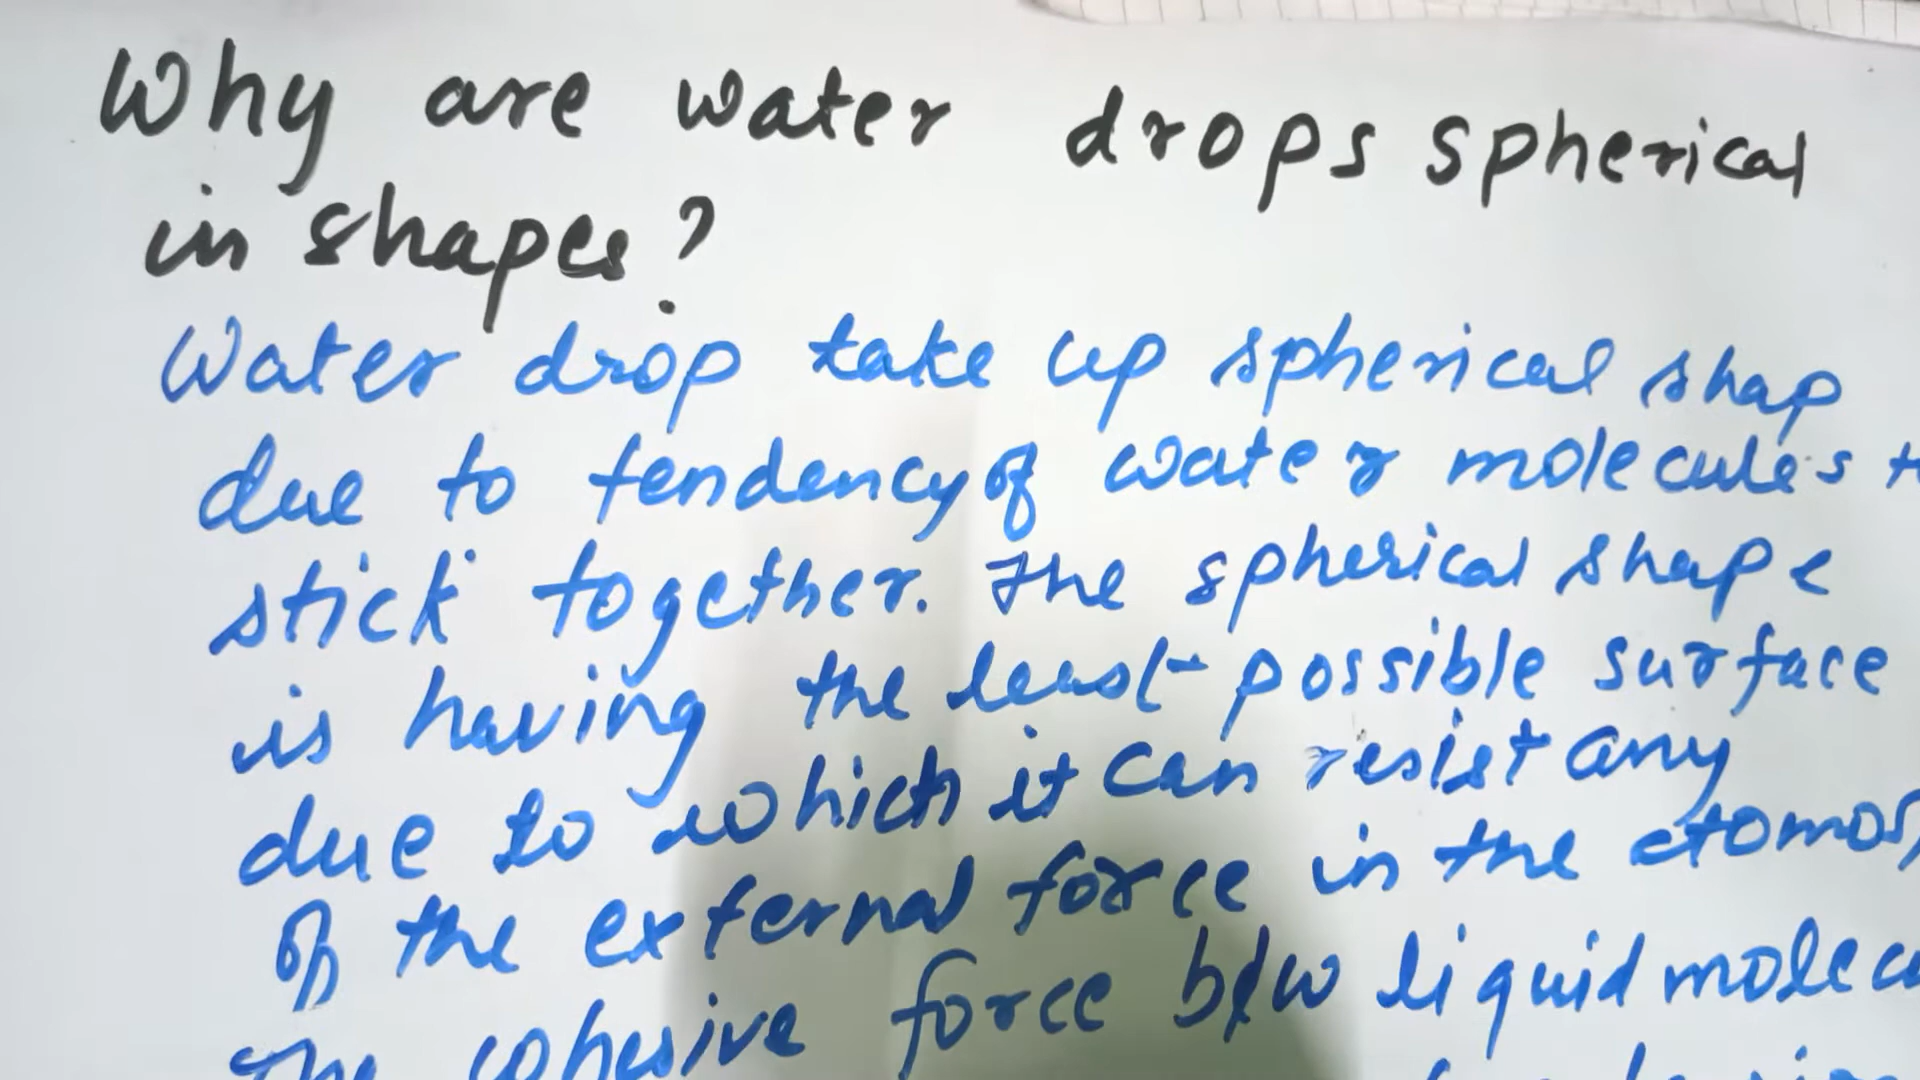 Why are water drops spherical
in shapes?
Water drop take up spherical shap
due to tendency of water molecules
stick together. The spherical shape
is having the least possible surface
due to which it can resist any
of the external force in the
The cohesive force b/w liquid